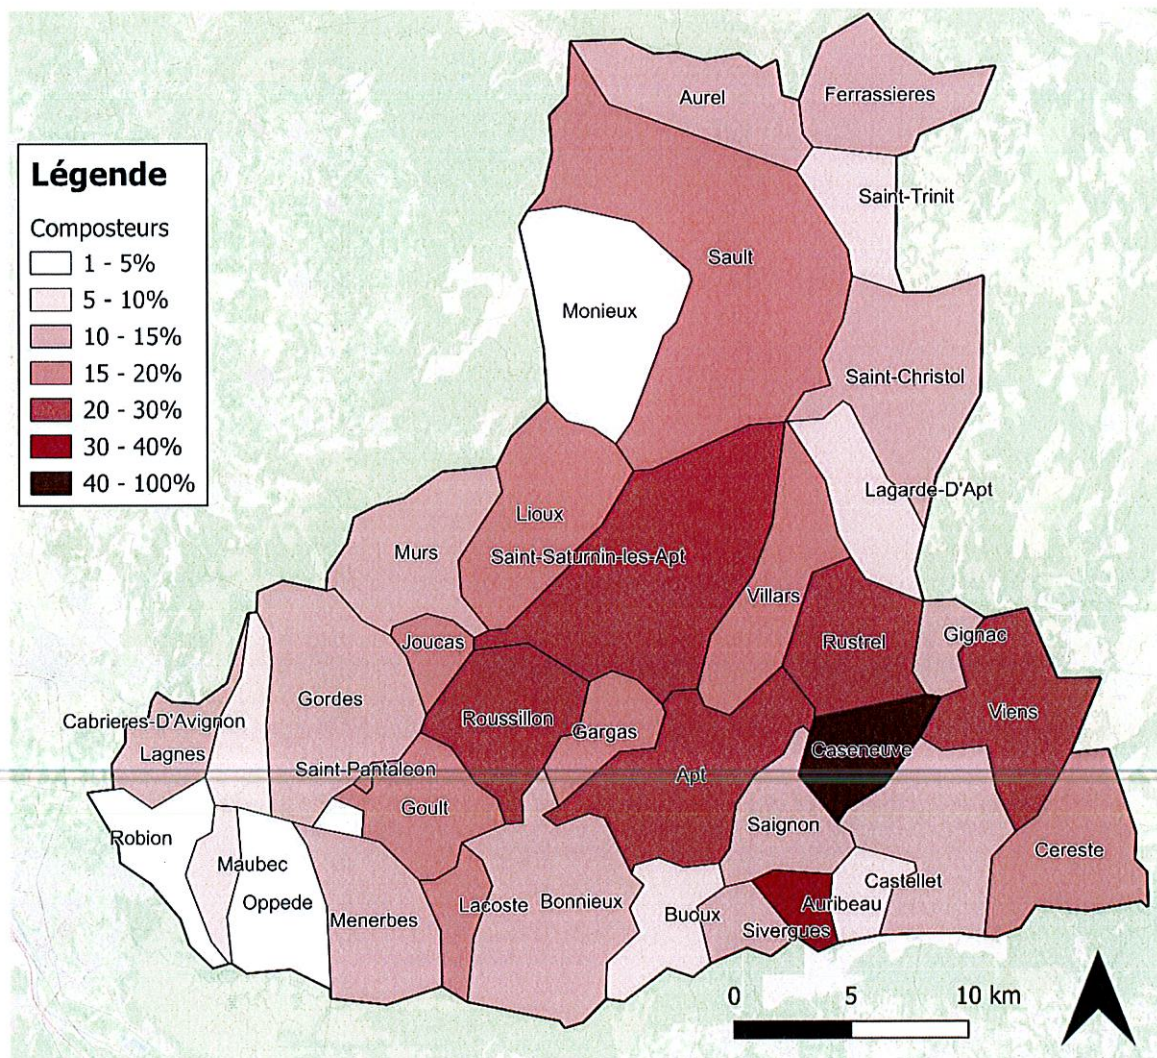 Aurel
Ferrassieres
Légende
Composteurs
1 - 5%
5 - 10%
10 - 15%
15 - 20%
20 - 30%
30 - 40%
40 - 100%
Saint-Trinit
Sault
Monieux
Saint-Christol
Lagarde-D'Apt
Lioux
Murs
Saint-Saturnin-les-Apt
Villars
Joucas
Rustrel
Gignac
Gordes
Cabrieres-D'Avignon
Roussillon
Viens
Gargas
Lagnes
Caseneuve
Saint-Pantaleon
Apt
Goult
Saignon
Robion
Cereste
Maubec
Castellet
Oppede
Lacoste
Bonnieux
Auribeau
Menerbes
Buoux
Sivergues
0 5 10 km